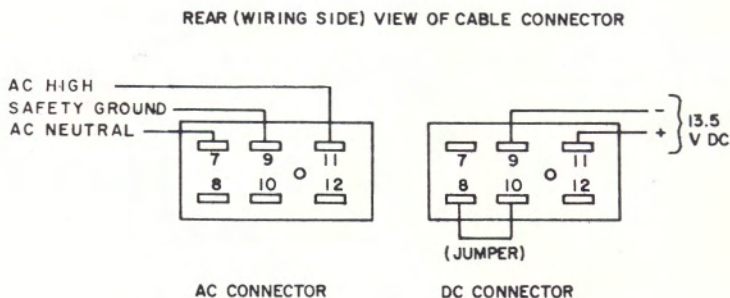 REAR (WIRING SIDE) VIEW OF CABLE CONNECTOR
AC HIGH
SAFETY GROUND
AC NEUTRAL
7 9 11
8 10 12
AC CONNECTOR
-
+
13.5
V DC
7 9 11
8 10 12
(JUMPER)
DC CONNECTOR